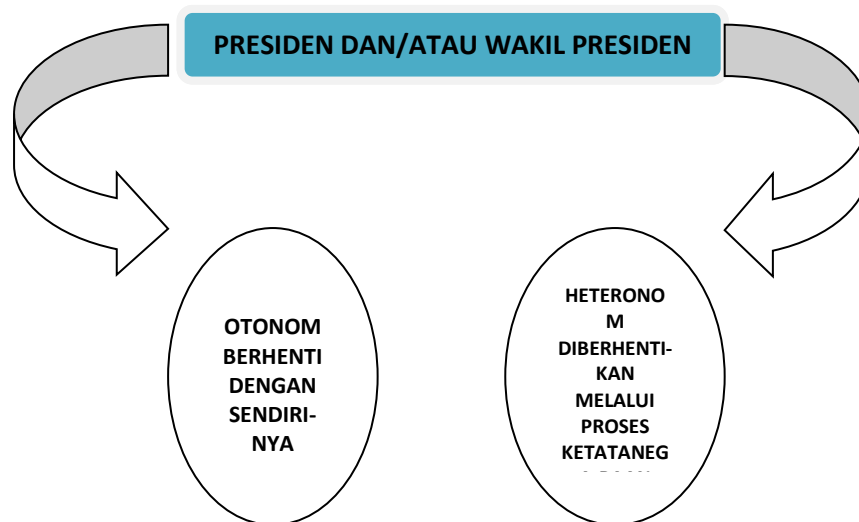 PRESIDEN DAN/ATAU WAKIL PRESIDEN
OTONOM
BERHENTI
DENGAN
SENDIRI-
NYA
HETERONO
M
DIBERHENTI-
KAN
MELALUI
PROSES
KETATANEG